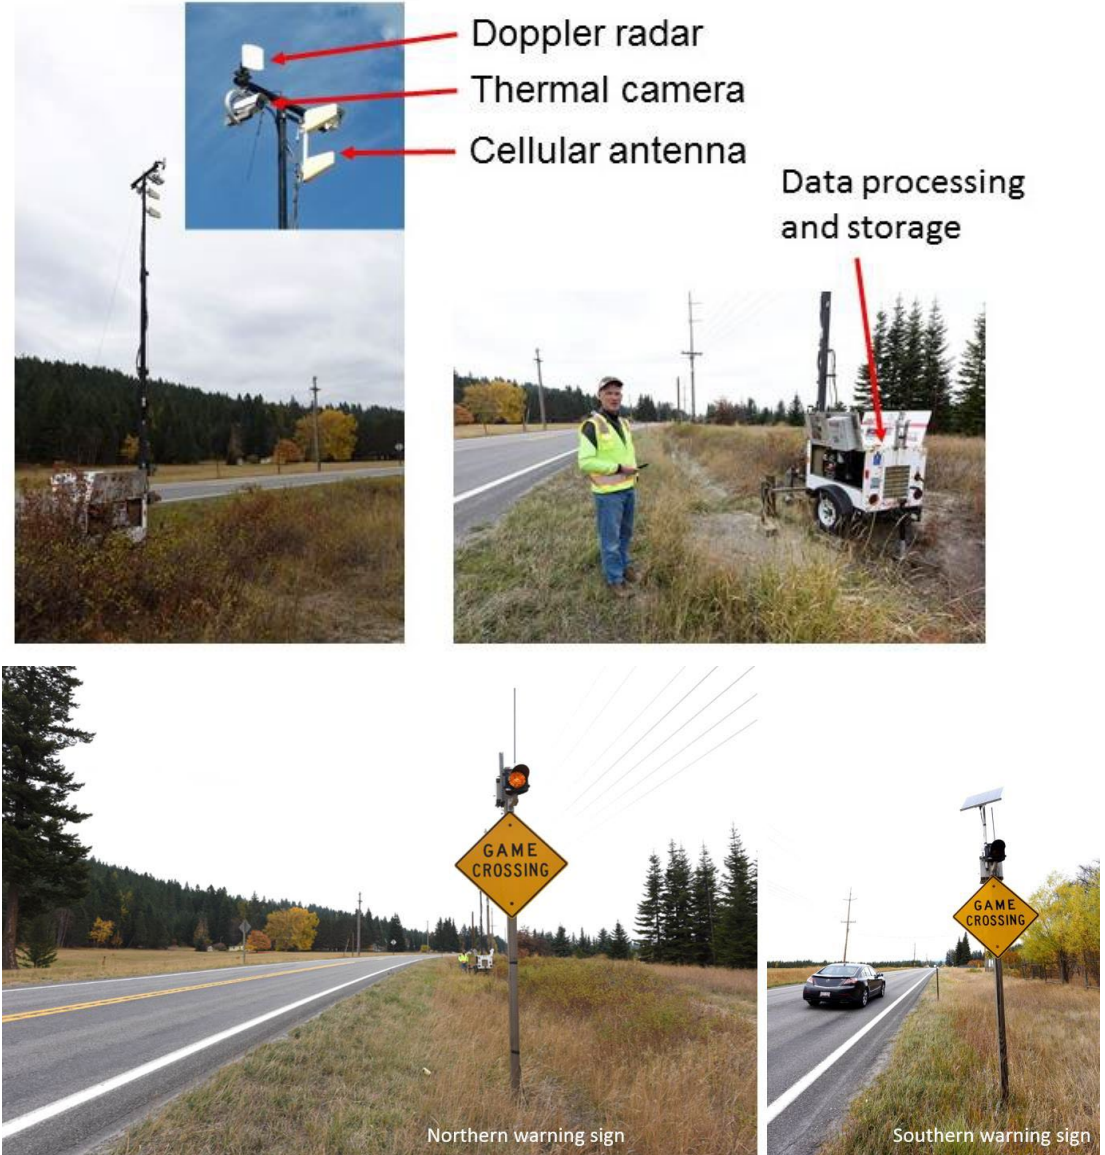 Doppler radar
Thermal camera
Cellular antenna
Data processing
and storage
GAME
CROSSING
Northern warning sign
GAME
CROSSING
Southern warning sign